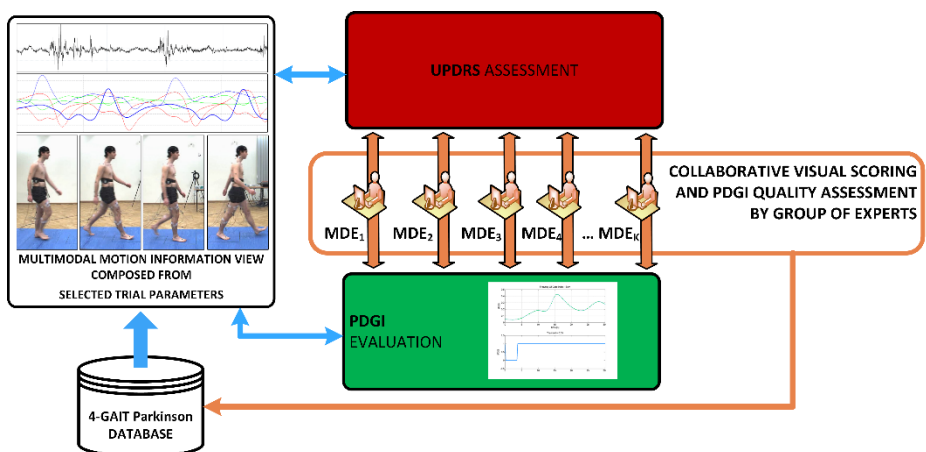 UPDRS ASSESSMENT
COLLABORATIVE VISUAL SCORING
AND PDGI QUALITY ASSESSMENT
BY GROUP OF EXPERTS
MDE1 MDE2 MDE3 MDE4 ... MDEK
MULTIMODAL MOTION INFORMATION VIEW
COMPOSED FROM
SELECTED TRIAL PARAMETERS
PDGI
EVALUATION
4-GAIT Parkinson
DATABASE